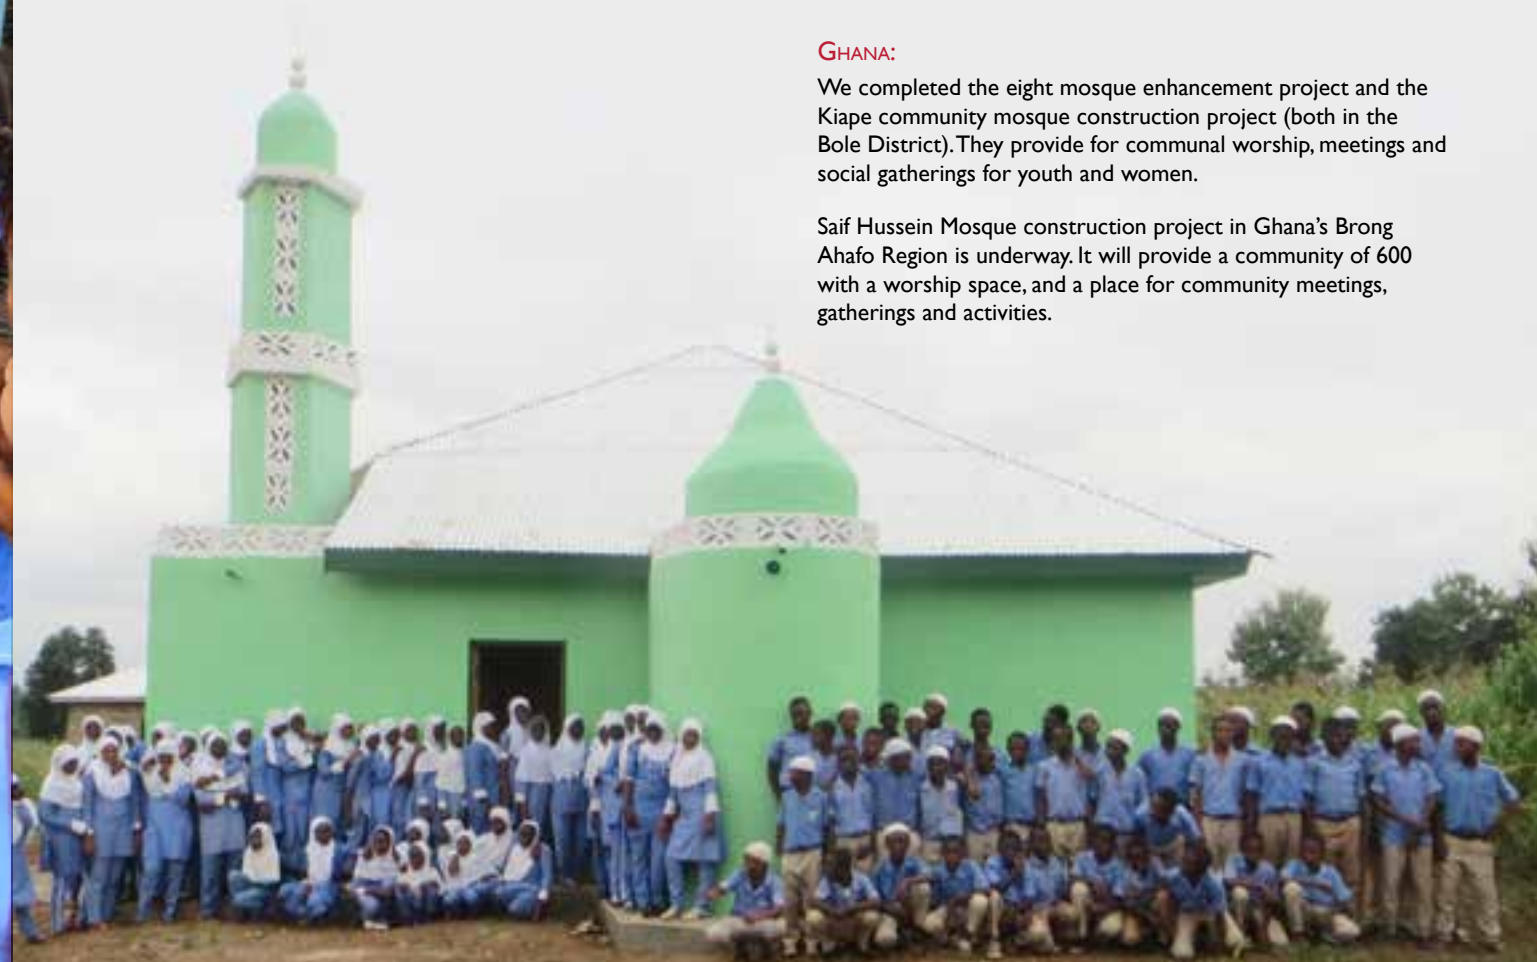 GHANA:
We completed the eight mosque enhancement project and the
Kiape community mosque construction project (both in the
Bole District). They provide for communal worship, meetings and
social gatherings for youth and women.
Saif Hussein Mosque construction project in Ghana's Brong
Ahafo Region is underway. It will provide a community of 600
with a worship space, and a place for community meetings,
gatherings and activities.